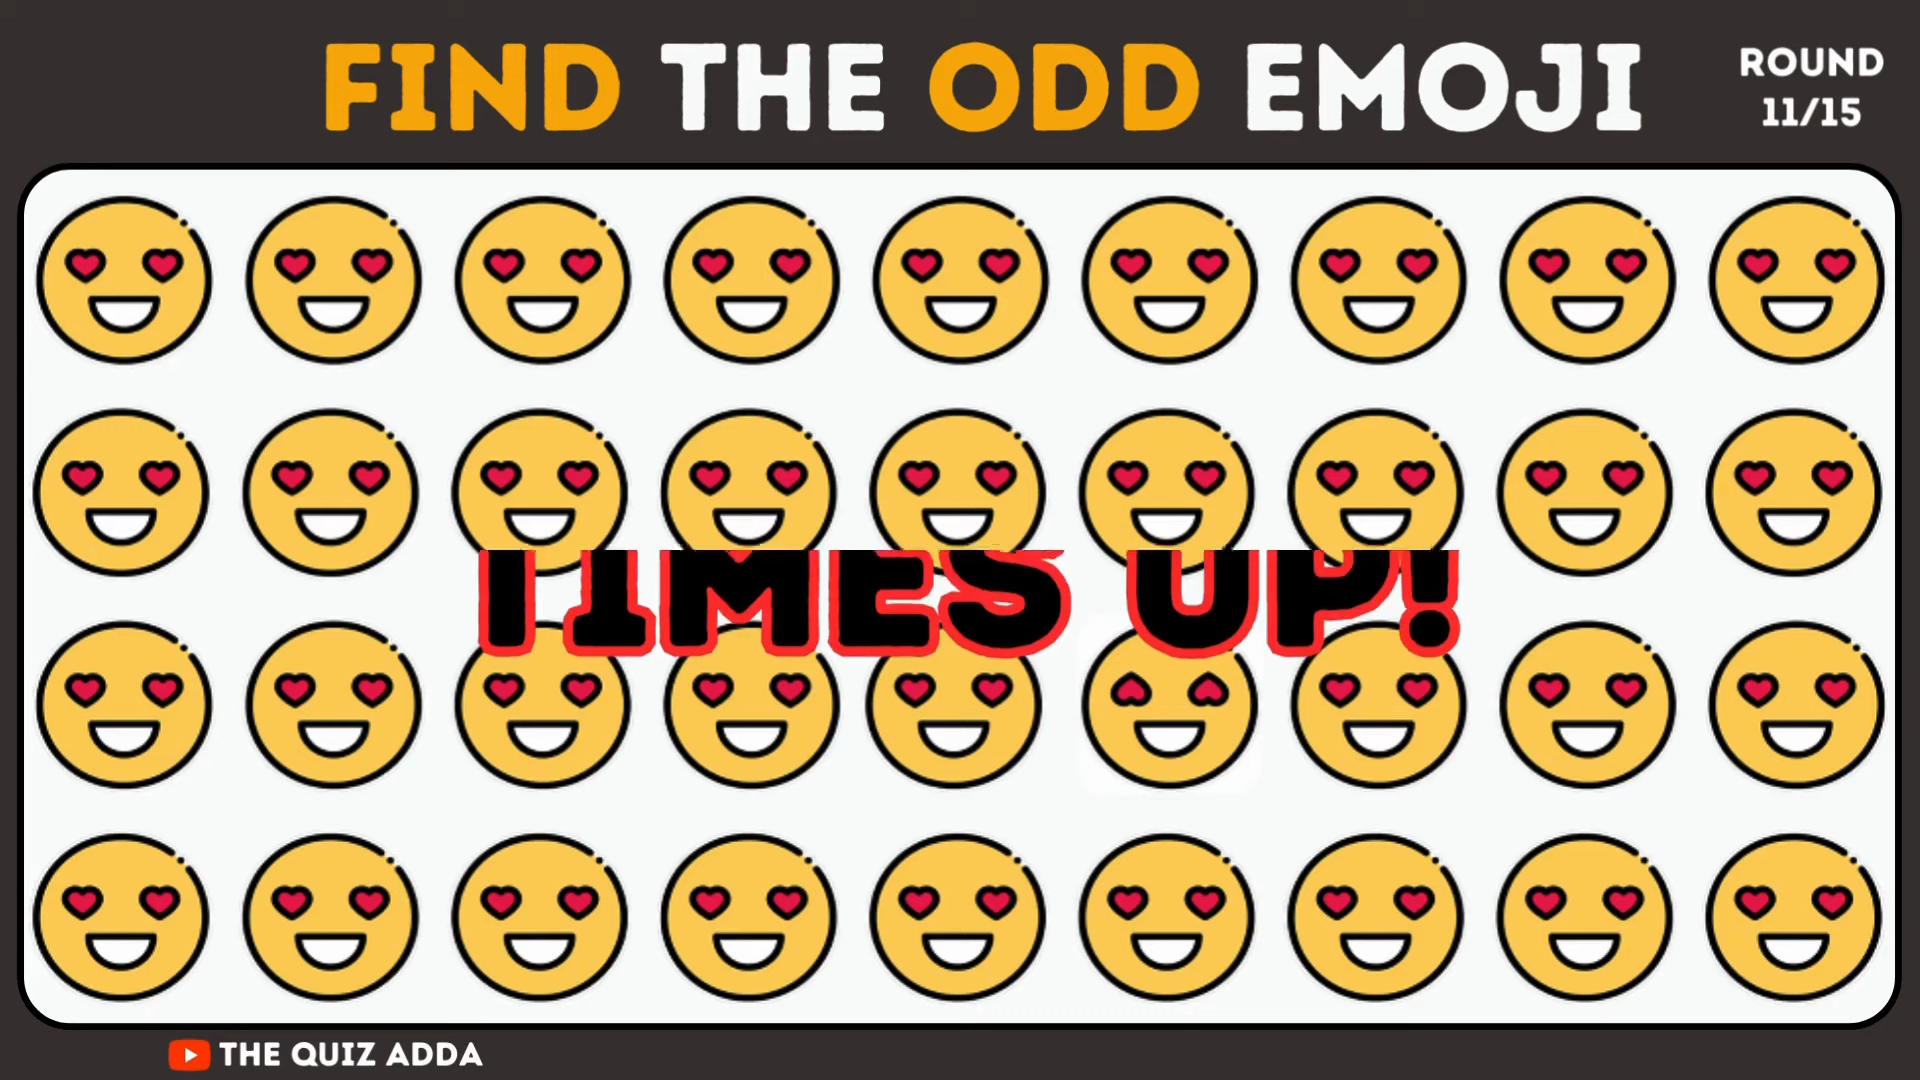 FIND THE ODD EMOJI
ROUND
11/15
TIMES UP!
THE QUIZ ADDA